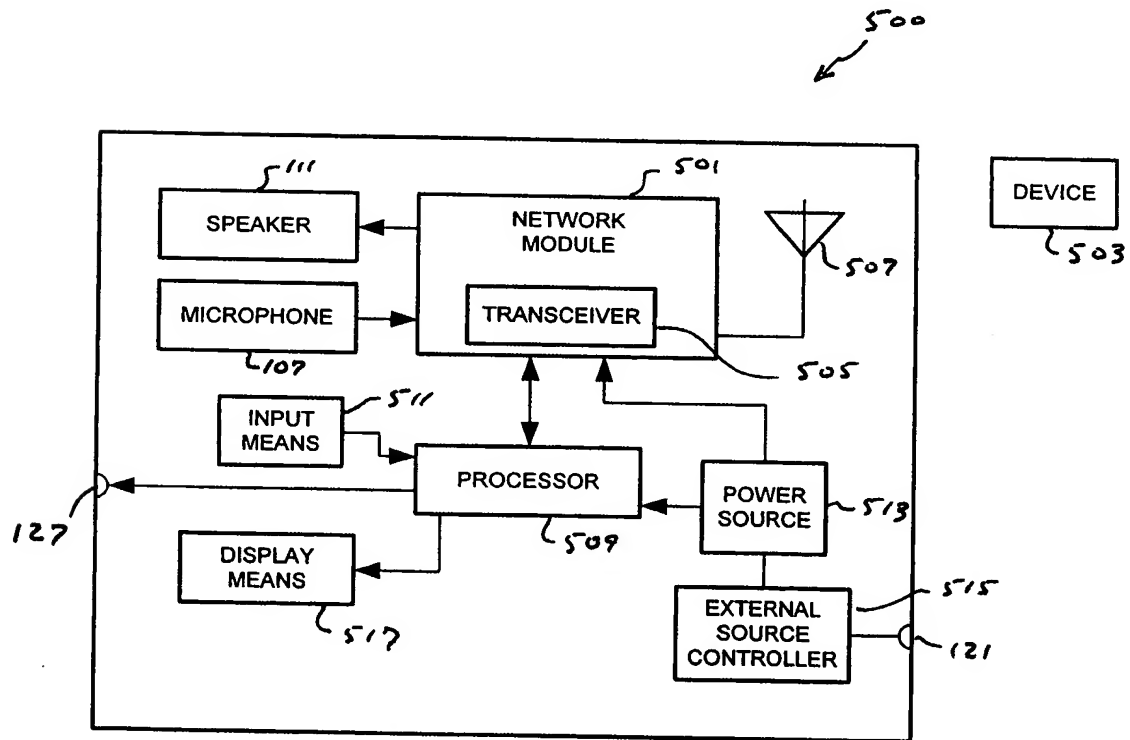 500
111
SPEAKER
501
NETWORK
MODULE
DEVICE
503
507
MICROPHONE
107
TRANSCEIVER
505
511
INPUT
MEANS
PROCESSOR
509
POWER
SOURCE
513
127
DISPLAY
MEANS
517
EXTERNAL
SOURCE
CONTROLLER
515
121